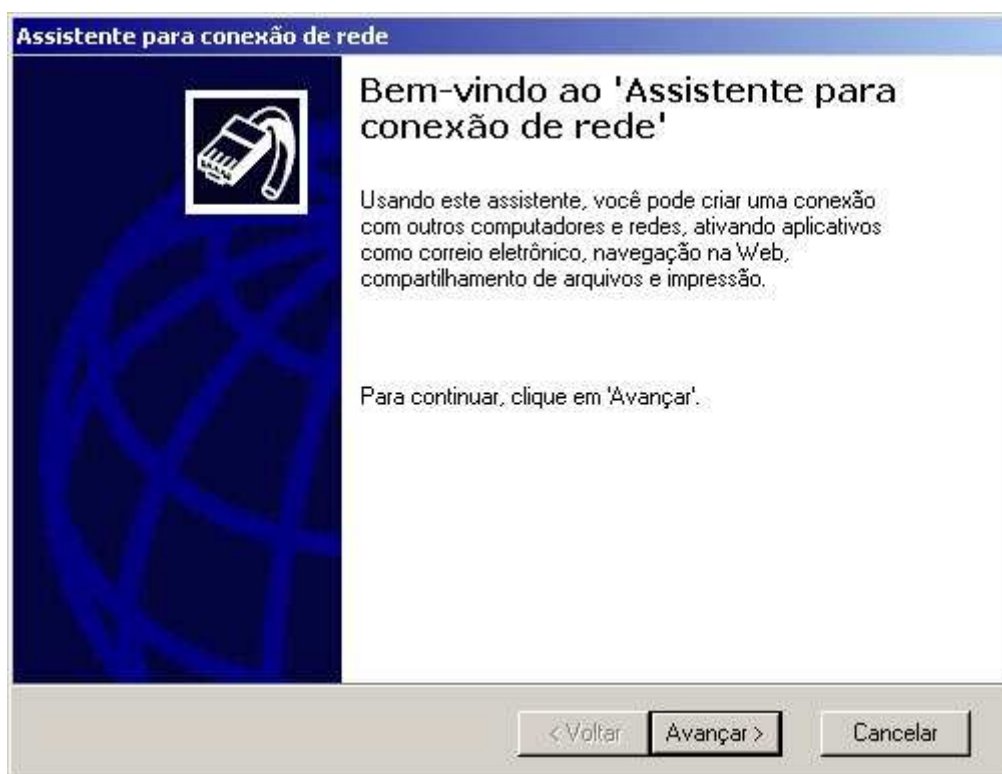 Assistente para conexão de rede
Bem-vindo ao 'Assistente para
conexão de rede'
Usando este assistente, você pode criar uma conexão
com outros computadores e redes, ativando aplicativos
como correio eletrônico, navegação na Web,
compartilhamento de arquivos e impressão.
Para continuar, clique em 'Avançar'.
< Voltar Avançar > Cancelar